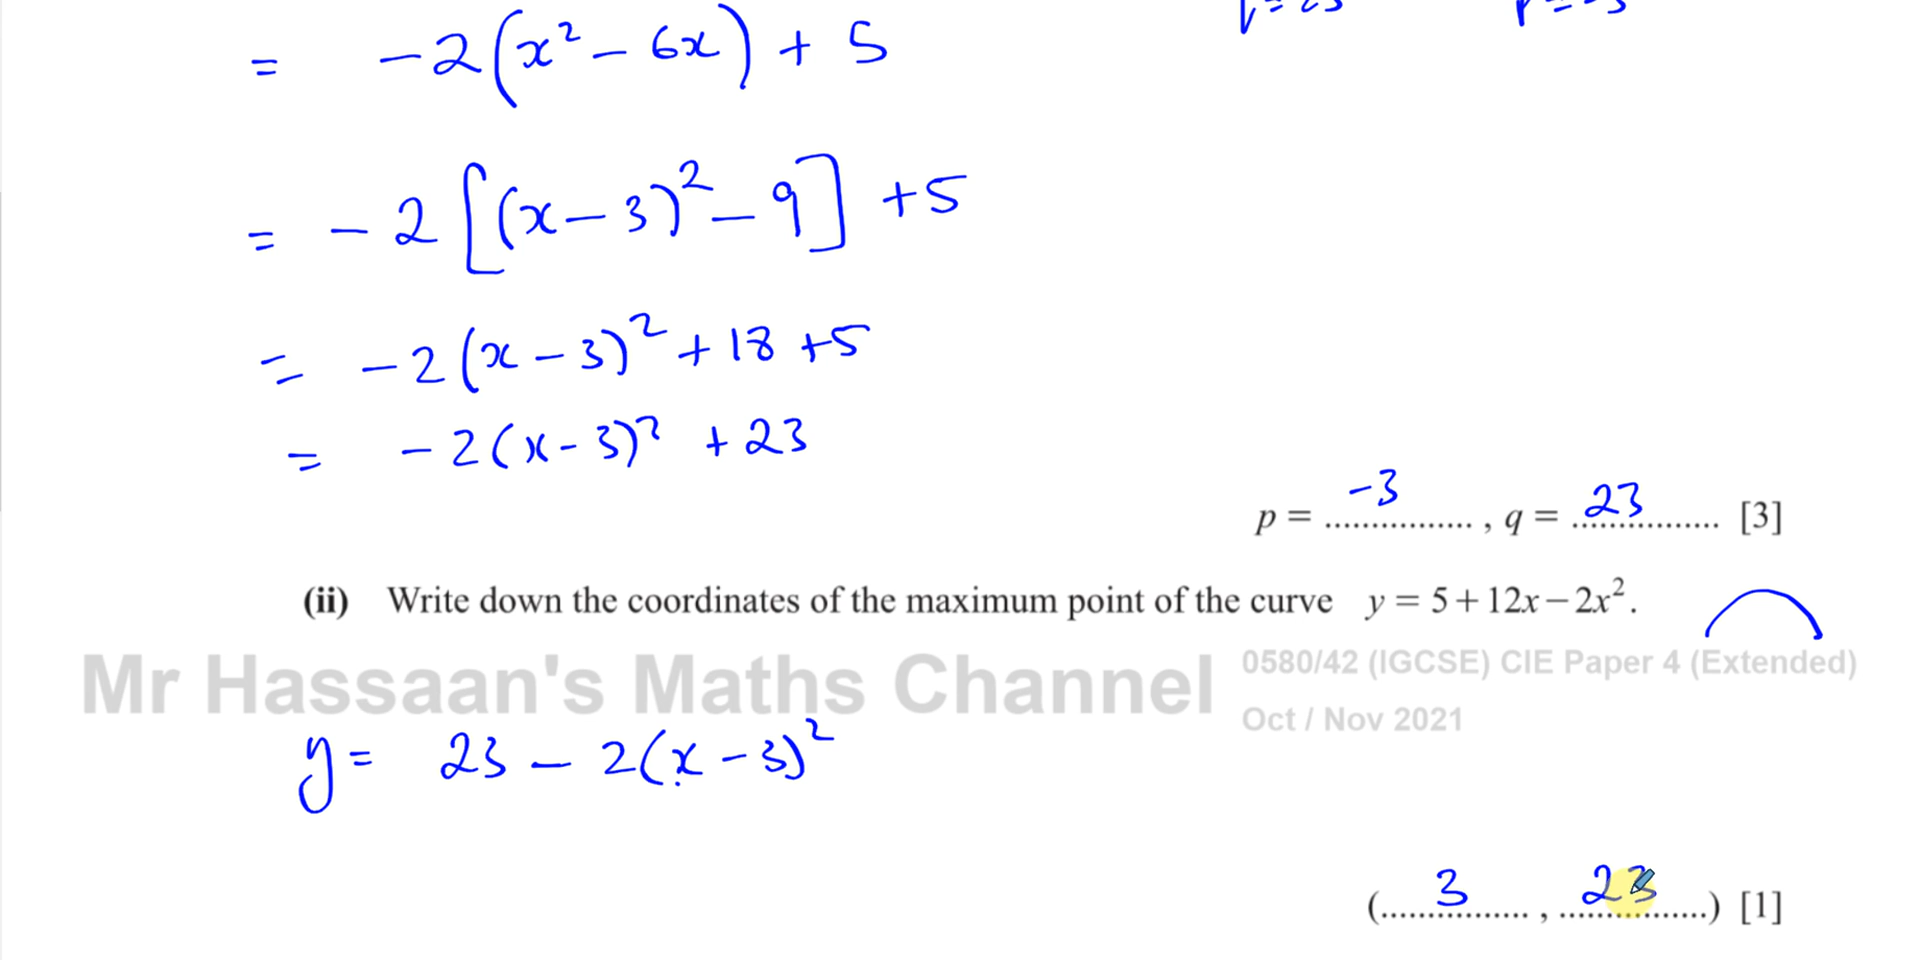 = -2(x² - 6x) + 5
= -2[(x-3)² - 9] +5
= -2(x-3)² + 18 +5
= -2(x-3)² +23
p = -3 , q = 23 [3]
(ii) Write down the coordinates of the maximum point of the curve y = 5 + 12x − 2x².
Mr Hassaan's Maths Channel
0580/42 (IGCSE) CIE Paper 4 (Extended)
Oct / Nov 2021
y = 23 - 2(x-3)²
( 3 , 23 ) [1]